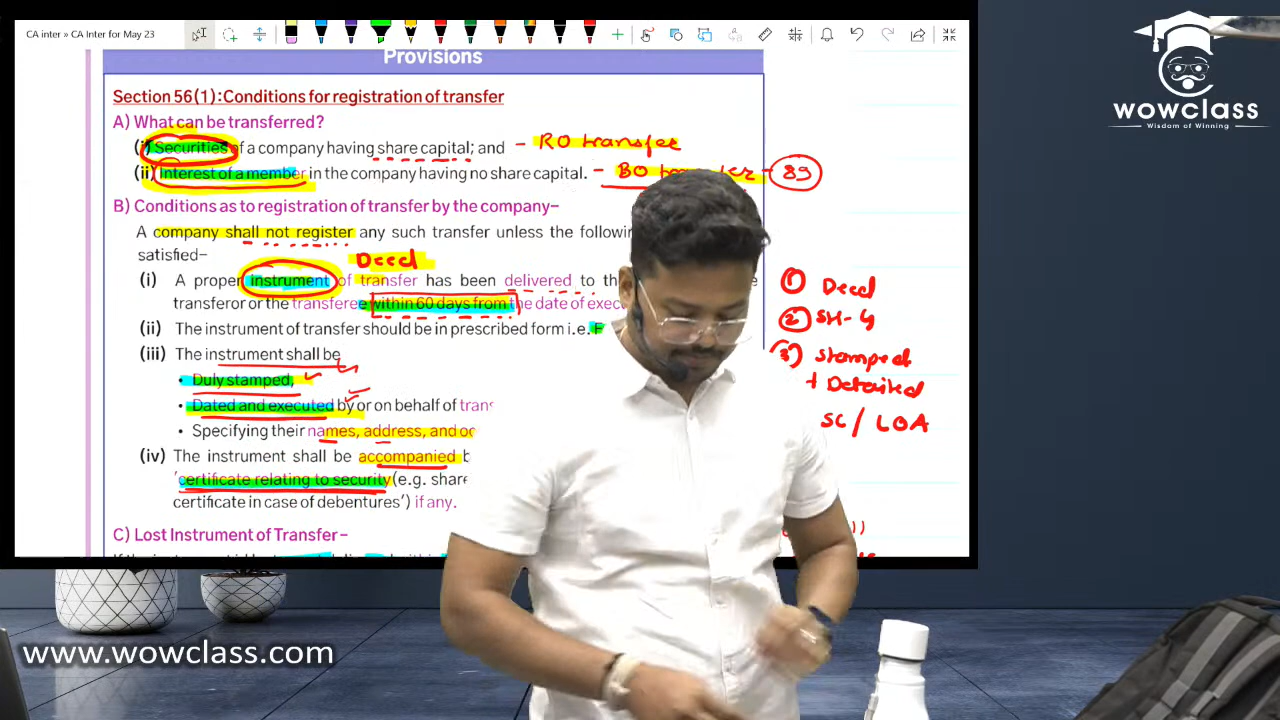 CA inter » CA Inter for May 23
wowclass
Wisdom of Winning
Provisions
Section 56(1):Conditions for registration of transfer
A) What can be transferred?
(i) Securities of a company having share capital; and - RO transfer
(ii) Interest of a member in the company having no share capital. - BO transfer - 89
B) Conditions as to registration of transfer by the company-
A company shall not register any such transfer unless the
satisfied-
Deed
(i) A proper instrument of transfer has been delivered to
transferor or the transferee within 60 days from the date of
(ii) The instrument of transfer should be in prescribed form i.e.
(iii) The instrument shall be
• Duly stamped,
• Dated and executed by or on behalf of
• Specifying their names, address, and
(iv) The instrument shall be accompanied
'certificate relating to security (e.g. share
certificate in case of debentures') if any.
C) Lost Instrument of Transfer-
① Deed
② SH-4
③ Stamped
+ Detailed
SC / LOA
www.wowclass.com